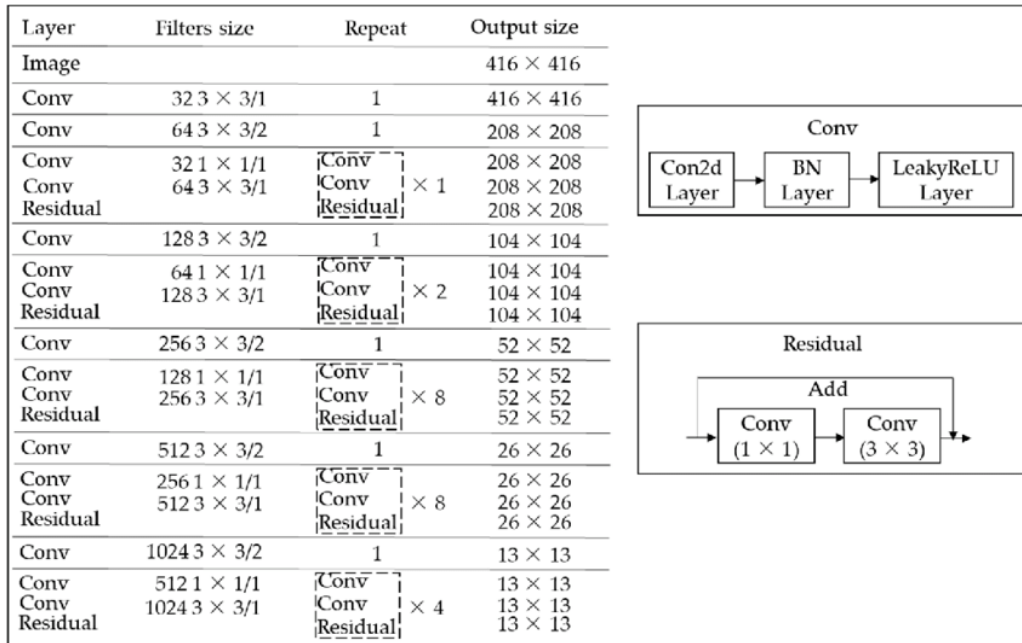 Layer Filters size Repeat Output size
Image 416 × 416
Conv 32 3 × 3/1 1 416 × 416
Conv 64 3 × 3/2 1 208 × 208
Conv 32 1 × 1/1 Conv 208 × 208
Conv 64 3 × 3/1 Conv × 1 208 × 208
Residual Residual 208 × 208
Conv 128 3 × 3/2 1 104 × 104
Conv 64 1 × 1/1 Conv 104 × 104
Conv 128 3 × 3/1 Conv × 2 104 × 104
Residual Residual 104 × 104
Conv 256 3 × 3/2 1 52 × 52
Conv 128 1 × 1/1 Conv 52 × 52
Conv 256 3 × 3/1 Conv × 8 52 × 52
Residual Residual 52 × 52
Conv 512 3 × 3/2 1 26 × 26
Conv 256 1 × 1/1 Conv 26 × 26
Conv 512 3 × 3/1 Conv × 8 26 × 26
Residual Residual 26 × 26
Conv 1024 3 × 3/2 1 13 × 13
Conv 512 1 × 1/1 Conv 13 × 13
Conv 1024 3 × 3/1 Conv × 4 13 × 13
Residual Residual 13 × 13
Conv
Con2d BN LeakyReLU
Layer Layer Layer
Residual
Add
Conv Conv
(1 × 1) (3 × 3)